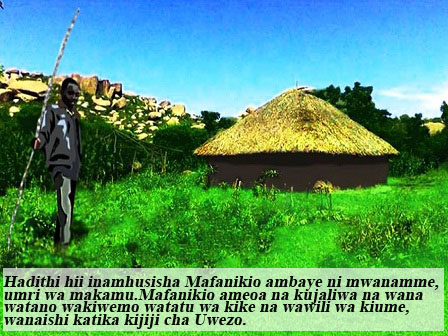 Hadithi hii inamhusisha Mafanikio ambaye ni mwanamme,
umri wa makamu.Mafanikio ameoa na kujaliwa na wana
watano wakiwemo watatu wa kike na wawili wa kiume,
wanaishi katika kijiji cha Uwezo.